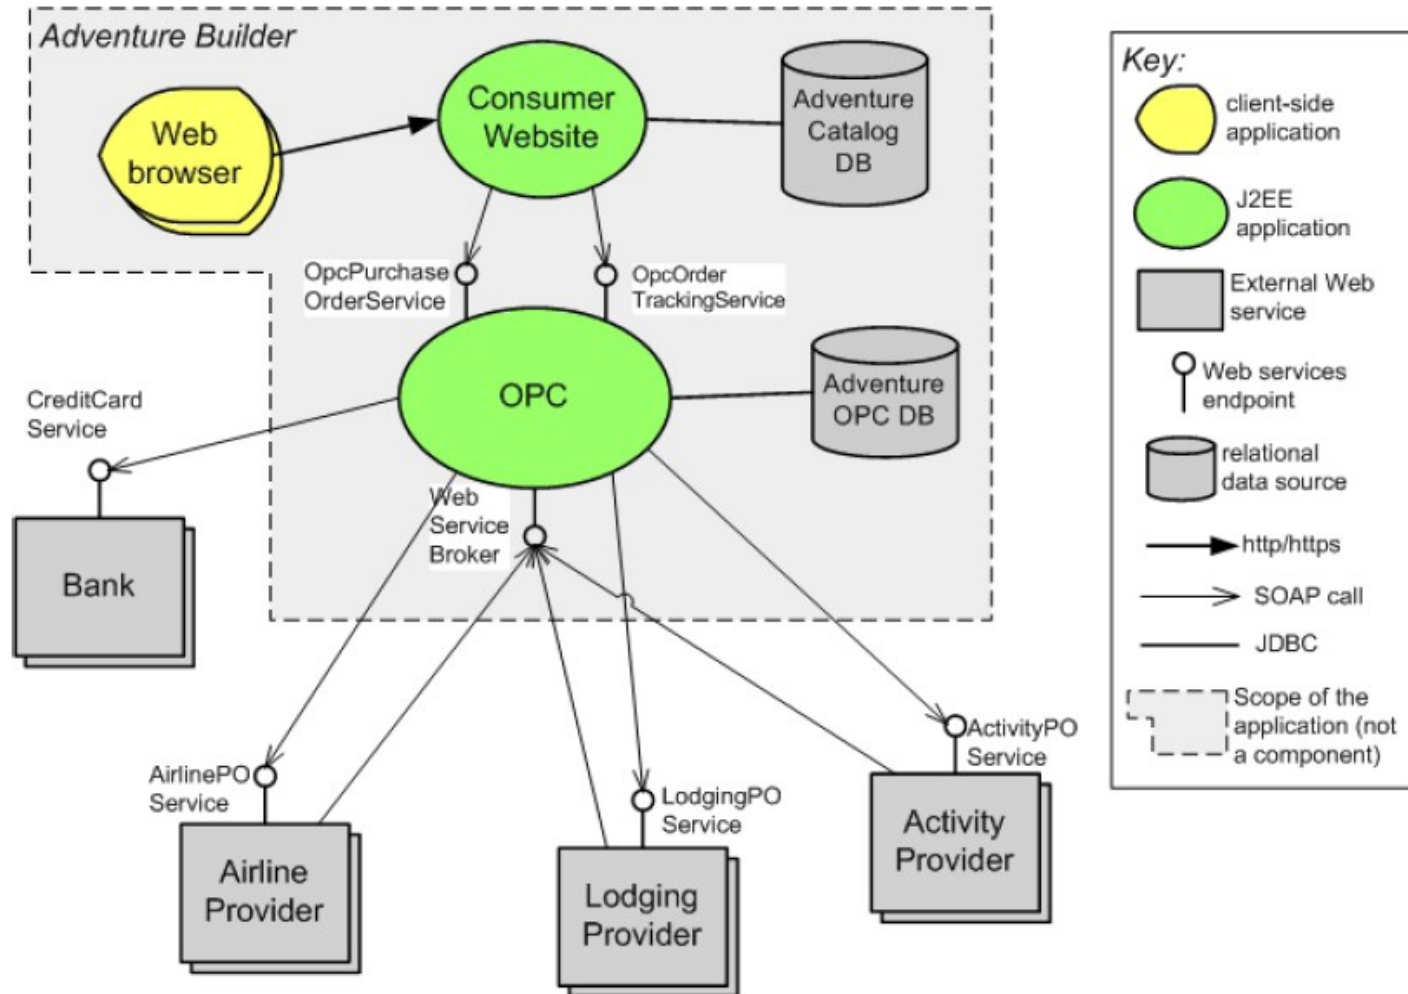 Adventure Builder
Web
browser
Consumer
Website
Adventure
Catalog
DB
OpcPurchase
OrderService
OpcOrder
TrackingService
OPC
Adventure
OPC DB
CreditCard
Service
Bank
Web
Service
Broker
AirlinePO
Service
Airline
Provider
LodgingPO
Service
Lodging
Provider
ActivityPO
Service
Activity
Provider
Key:
client-side
application
J2EE
application
External Web
service
Web services
endpoint
relational
data source
http/https
SOAP call
JDBC
Scope of the
application (not
a component)